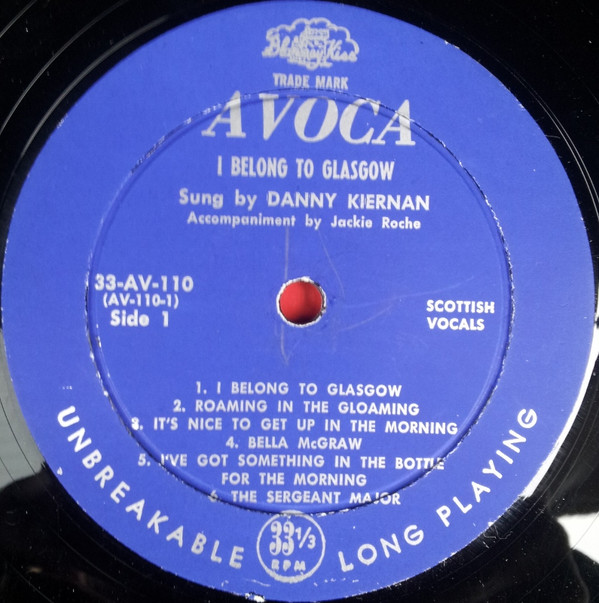 Blarney Kiss
TRADE MARK
AVOCA
I BELONG TO GLASGOW
Sung by DANNY KIERNAN
Accompaniment by Jackie Roche
33-AV-110
(AV-110-1)
Side 1
SCOTTISH
VOCALS
1. I BELONG TO GLASGOW
2. ROAMING IN THE GLOAMING
3. IT'S NICE TO GET UP IN THE MORNING
4. BELLA McGRAW
5. I'VE GOT SOMETHING IN THE BOTTLE
FOR THE MORNING
6. THE SERGEANT MAJOR
UNBREAKABLE
33 1/3
RPM
LONG PLAYING